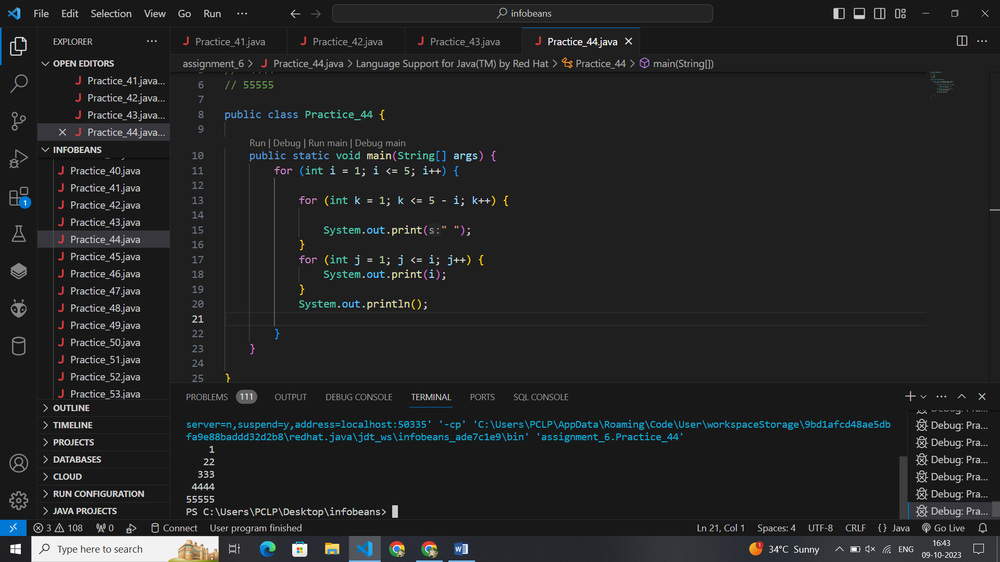 File Edit Selection View Go Run ··· infobeans
EXPLORER
Practice_41.java Practice_42.java Practice_43.java Practice_44.java
assignment_6 > Practice_44.java > Language Support for Java(TM) by Red Hat > Practice_44 > main(String[])
OPEN EDITORS
Practice_41.java...
Practice_42.java...
Practice_43.java...
Practice_44.java...
INFOBEANS
Practice_40.java
Practice_41.java
Practice_42.java
Practice_43.java
Practice_44.java
Practice_45.java
Practice_46.java
Practice_47.java
Practice_48.java
Practice_49.java
Practice_50.java
Practice_51.java
Practice_52.java
Practice_53.java
OUTLINE
TIMELINE
PROJECTS
DATABASES
CLOUD
RUN CONFIGURATION
JAVA PROJECTS
1
6 // 55555
7
8 public class Practice_44 {
9
Run | Debug | Run main | Debug main
10 public static void main(String[] args) {
11 for (int i = 1; i <= 5; i++) {
12
13 for (int k = 1; k <= 5 - i; k++) {
14
15 System.out.print(s:" ");
16 }
17 for (int j = 1; j <= i; j++) {
18 System.out.print(i);
19 }
20 System.out.println();
21
22 }
23 }
24
25 }
PROBLEMS 111 OUTPUT DEBUG CONSOLE TERMINAL PORTS SQL CONSOLE
server=n,suspend=y,address=localhost:50335' '-cp' 'C:\Users\PCLP\AppData\Roaming\Code\User\workspaceStorage\9bd1afcd48ae5db
fa9e88baddd32d2b8\redhat.java\jdt_ws\infobeans_ade7c1e9\bin' 'assignment_6.Practice_44'
1
22
333
4444
55555
PS C:\Users\PCLP\Desktop\infobeans>
Debug: Pra...
Debug: Pra...
Debug: Pra...
Debug: Pra...
Debug: Pra...
Debug: Pra...
3 108 0 Connect User program finished Ln 21, Col 1 Spaces: 4 UTF-8 CRLF {} Java Go Live
Type here to search 1 34°C Sunny ENG 16:43
09-10-2023